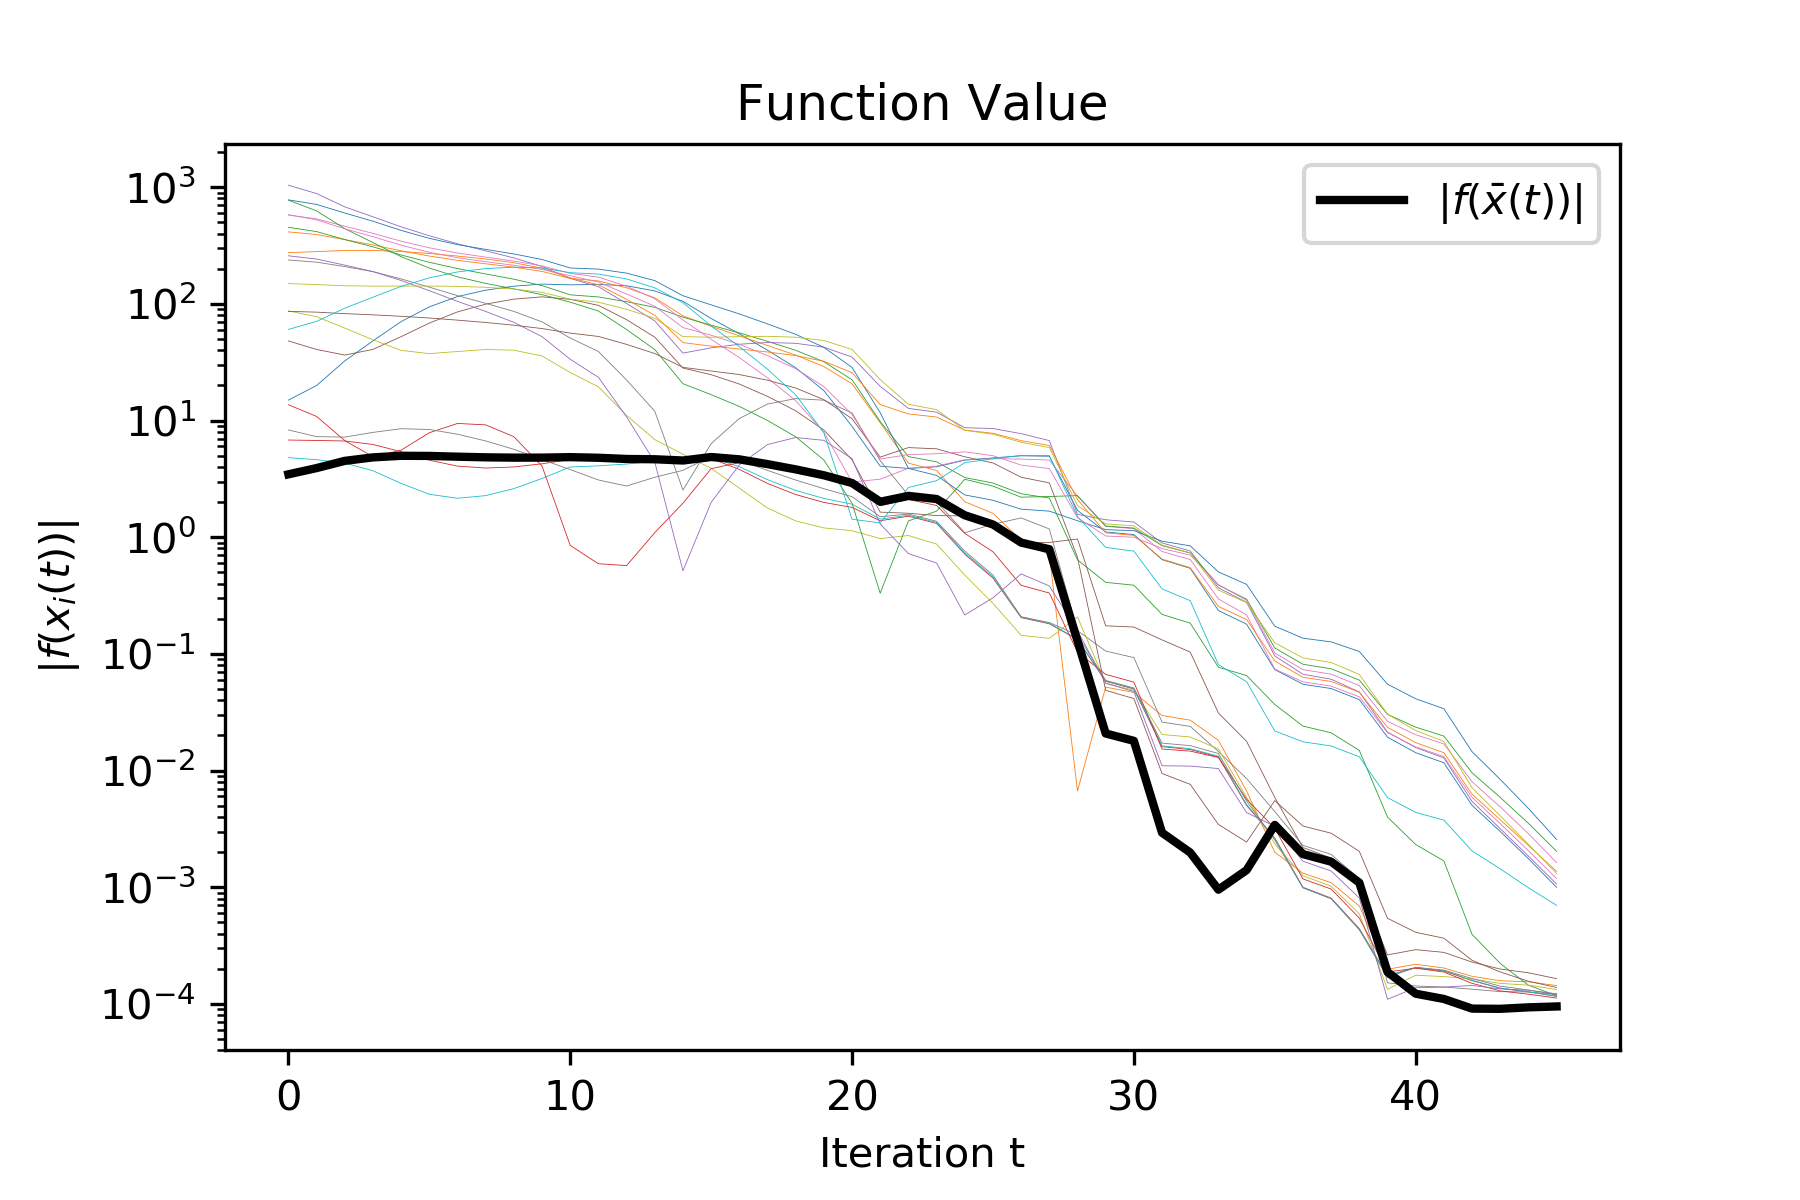 Function Value
|f(x̄(t))|
|f(xᵢ(t))|
10³
10²
10¹
10⁰
10⁻¹
10⁻²
10⁻³
10⁻⁴
0 10 20 30 40
Iteration t